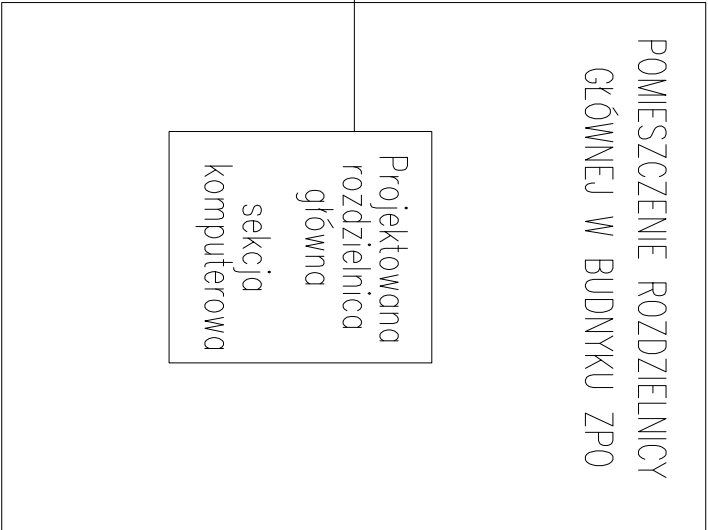 POMIESZCZENIE ROZDZIELNICY
GŁÓWNEJ W BUDNYKU ZPO
Projektowana
rozdzielnica
główna
sekcja
komputerowa